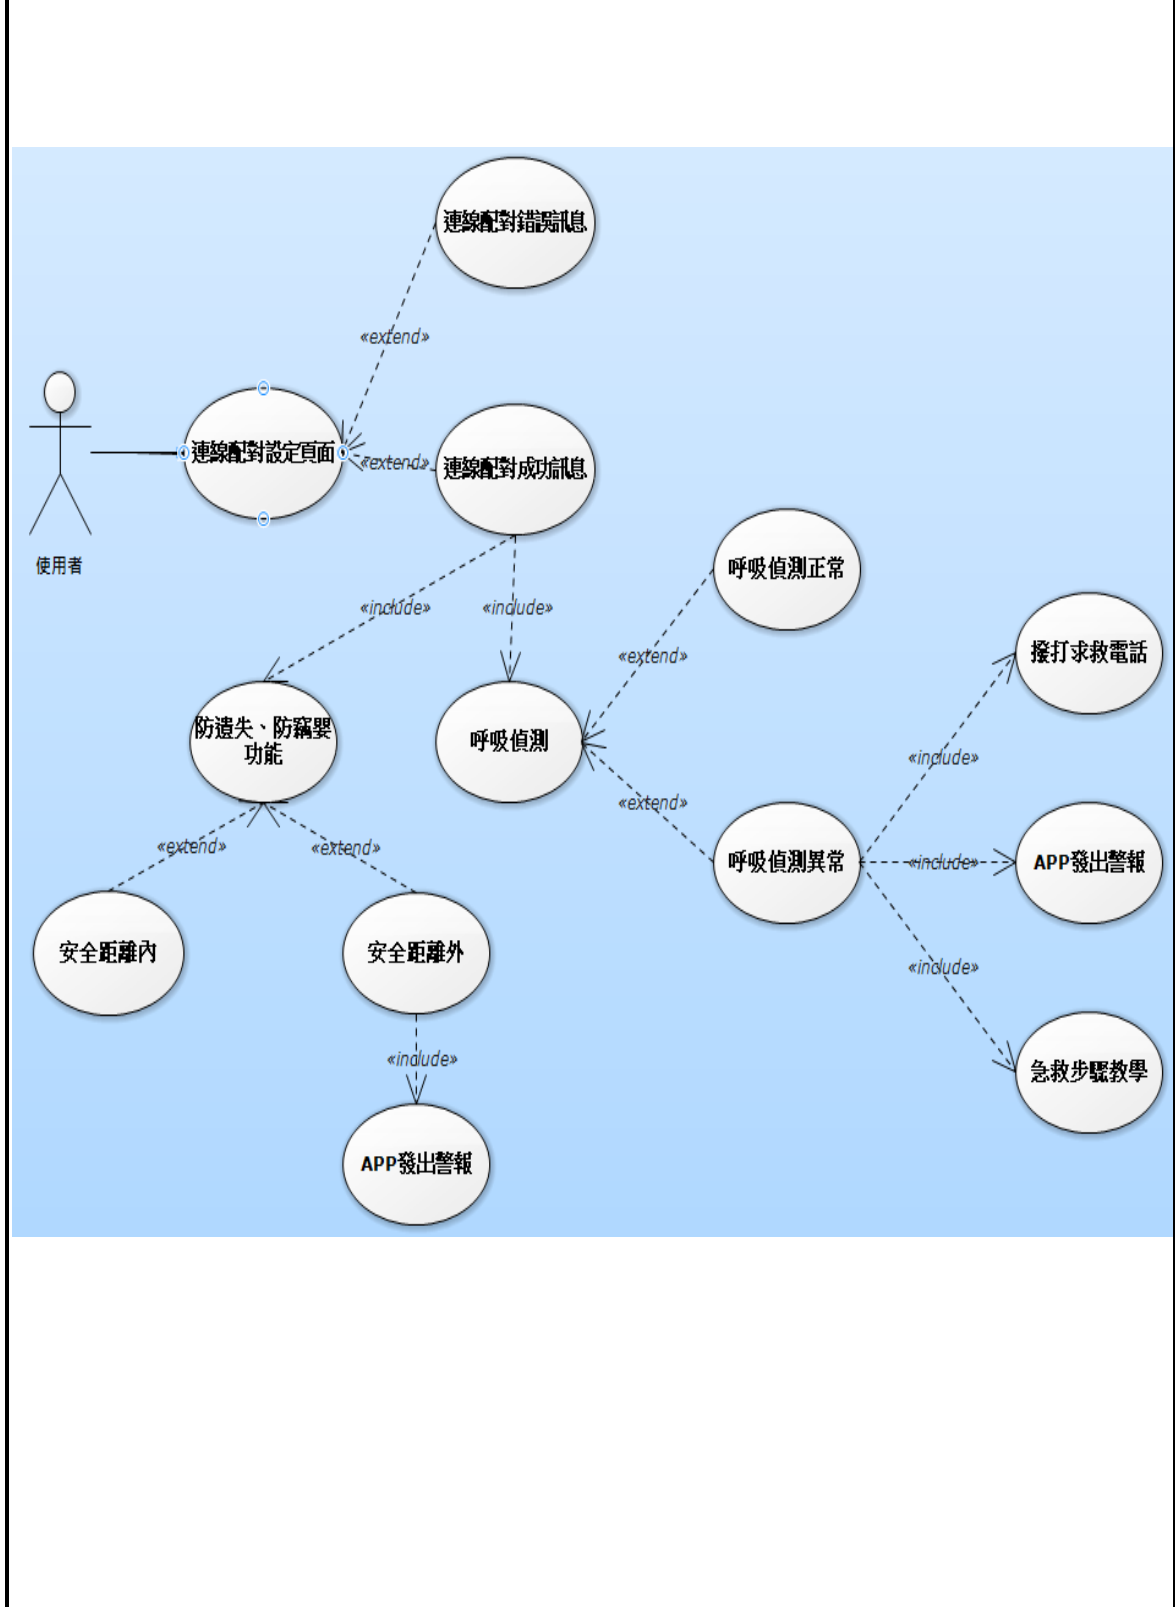 連線配對錯誤訊息
«extend»
連線配對設定頁面
«extend»
連線配對成功訊息
使用者
呼吸偵測正常
«include»
«include»
«extend»
撥打求救電話
防遺失、防竊嬰
功能
呼吸偵測
«include»
«extend»
«extend»
«extend»
呼吸偵測異常
«include»
APP發出警報
安全距離內
安全距離外
«include»
«include»
急救步驟教學
APP發出警報